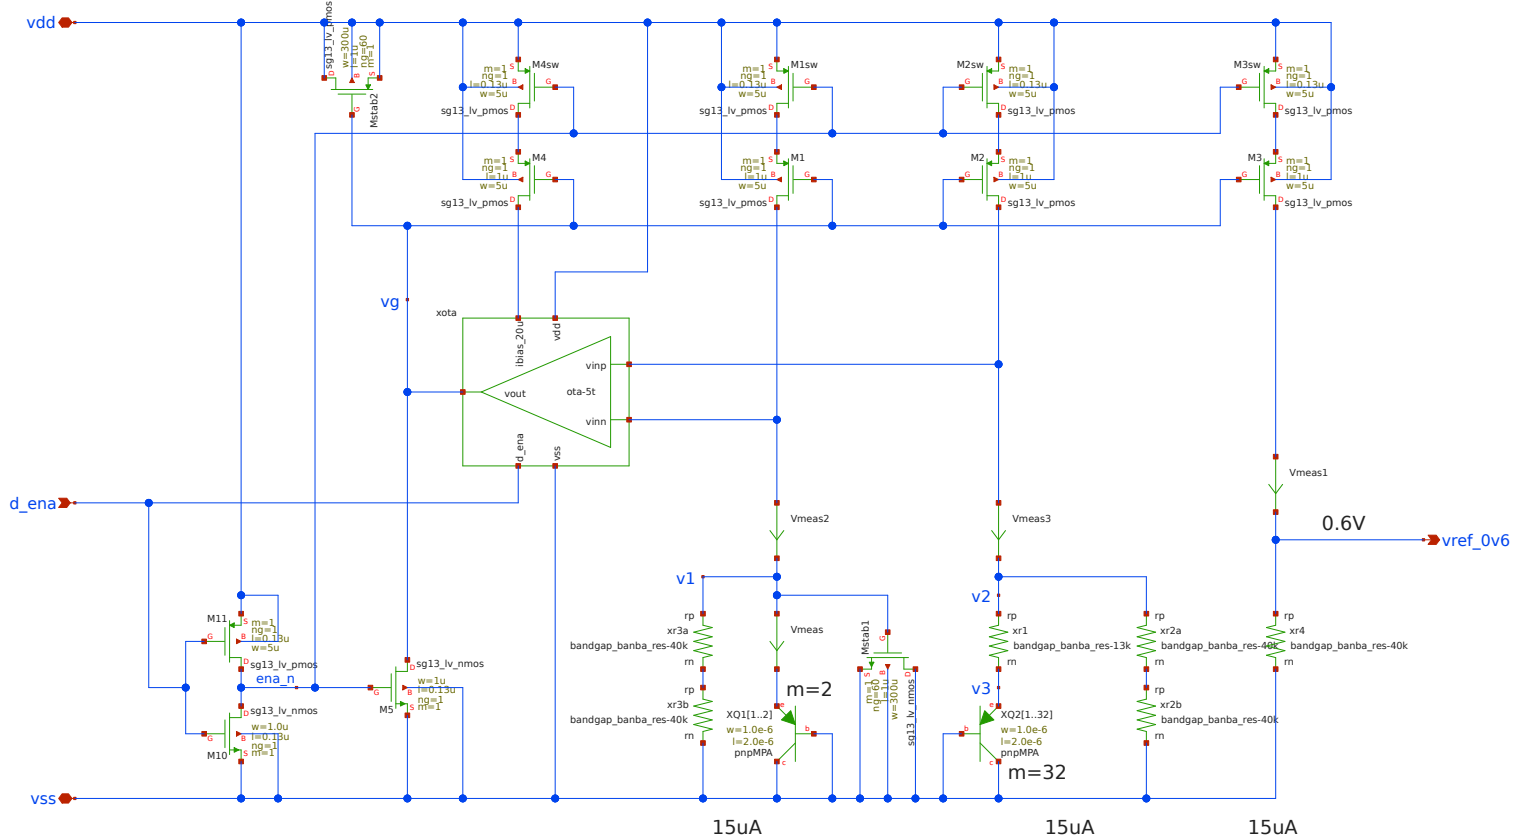 vdd
sg13_lv_pmos
w=300u
l=1u
ng=60
m=1
D
B
S
G
Mstab2
m=1
ng=1
l=0.13u
w=5u
S
B
D
G
M4sw
sg13_lv_pmos
m=1
ng=1
l=0.13u
w=5u
S
B
D
G
M1sw
sg13_lv_pmos
M2sw
m=1
ng=1
l=0.13u
w=5u
G
S
B
D
sg13_lv_pmos
M3sw
m=1
ng=1
l=0.13u
w=5u
G
S
B
D
sg13_lv_pmos
m=1
ng=1
l=1u
w=5u
S
B
D
G
M4
sg13_lv_pmos
m=1
ng=1
l=1u
w=5u
S
B
D
G
M1
sg13_lv_pmos
M2
m=1
ng=1
l=1u
w=5u
G
S
B
D
sg13_lv_pmos
M3
m=1
ng=1
l=1u
w=5u
G
S
B
D
sg13_lv_pmos
vg
xota
ibias_20u
vdd
vinp
vout
ota-5t
vinn
d_ena
vss
d_ena
Vmeas2
Vmeas3
Vmeas1
0.6V
vref_0v6
v1
v2
M11
m=1
ng=1
l=0.13u
w=5u
G
S
B
D
sg13_lv_pmos
ena_n
sg13_lv_nmos
w=1.0u
l=0.13u
ng=1
m=1
G
D
B
S
M10
sg13_lv_nmos
w=1u
l=0.13u
ng=1
m=1
G
D
B
S
M5
rp
xr3a
bandgap_banba_res-40k
rn
rp
xr3b
bandgap_banba_res-40k
rn
Vmeas
m=2
XQ1[1..2]
w=1.0e-6
l=2.0e-6
pnpMPA
e
b
c
Mstab1
G
S
B
D
m=1
ng=60
l=1u
w=300u
sg13_lv_nmos
rp
xr1
bandgap_banba_res-13k
rn
v3
XQ2[1..32]
w=1.0e-6
l=2.0e-6
pnpMPA
e
b
c
m=32
rp
xr2a
bandgap_banba_res-40k
rn
rp
xr2b
bandgap_banba_res-40k
rn
rp
xr4
bandgap_banba_res-40k
rn
vss
15uA
15uA
15uA